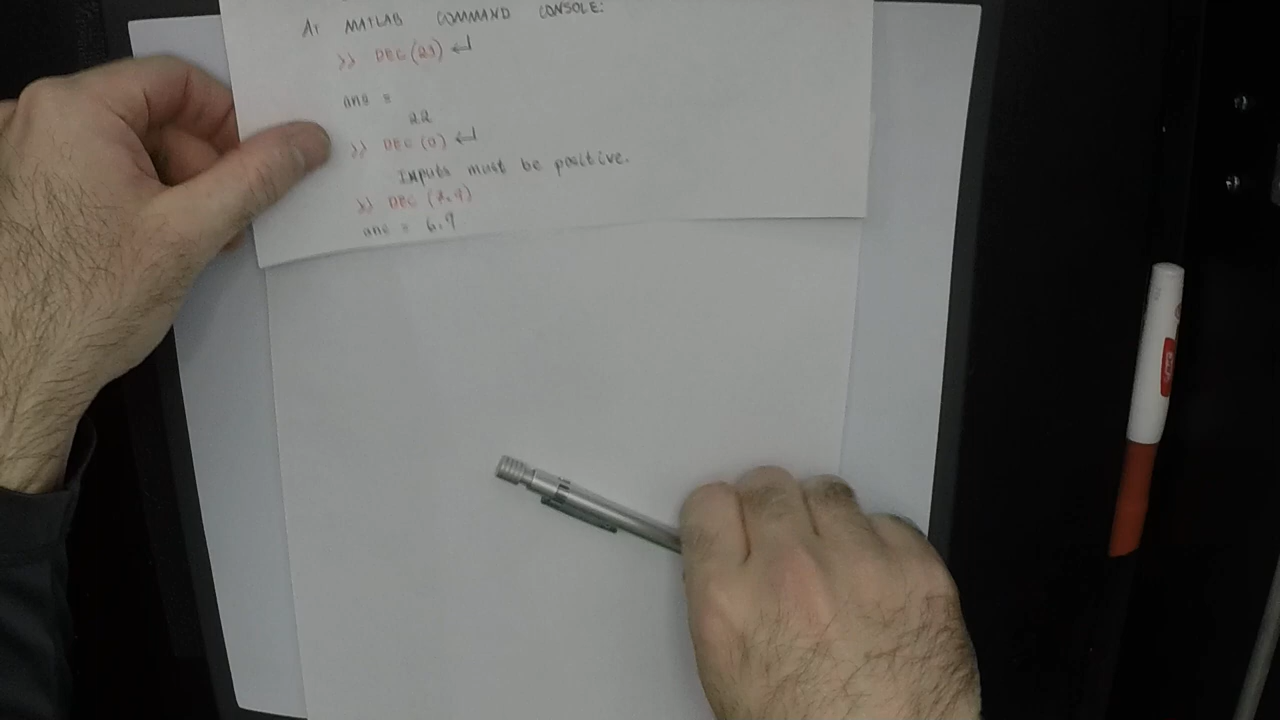 AT MATLAB COMMAND CONSOLE:
>> DEC (23) ↵
ans =
22
>> DEC (0) ↵
Inputs must be positive.
>> DEC (7.9)
ans = 6.9